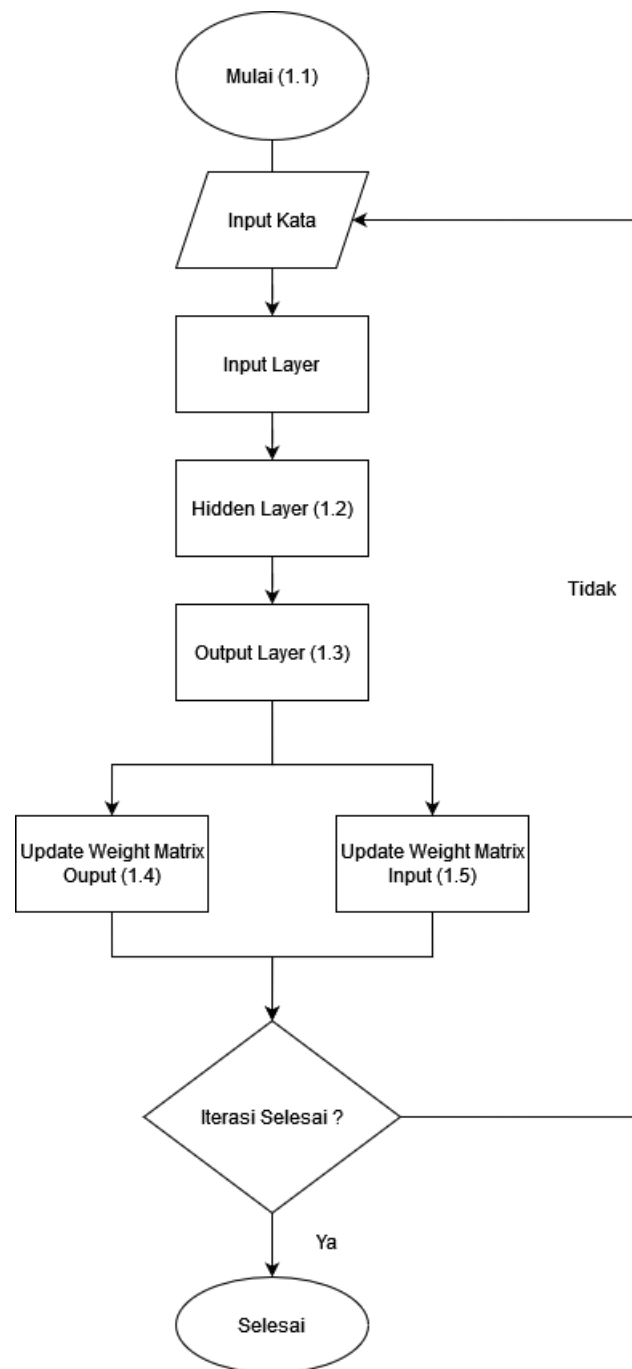 Mulai (1.1)
Input Kata
Input Layer
Hidden Layer (1.2)
Tidak
Output Layer (1.3)
Update Weight Matrix
Ouput (1.4)
Update Weight Matrix
Input (1.5)
Iterasi Selesai ?
Ya
Selesai